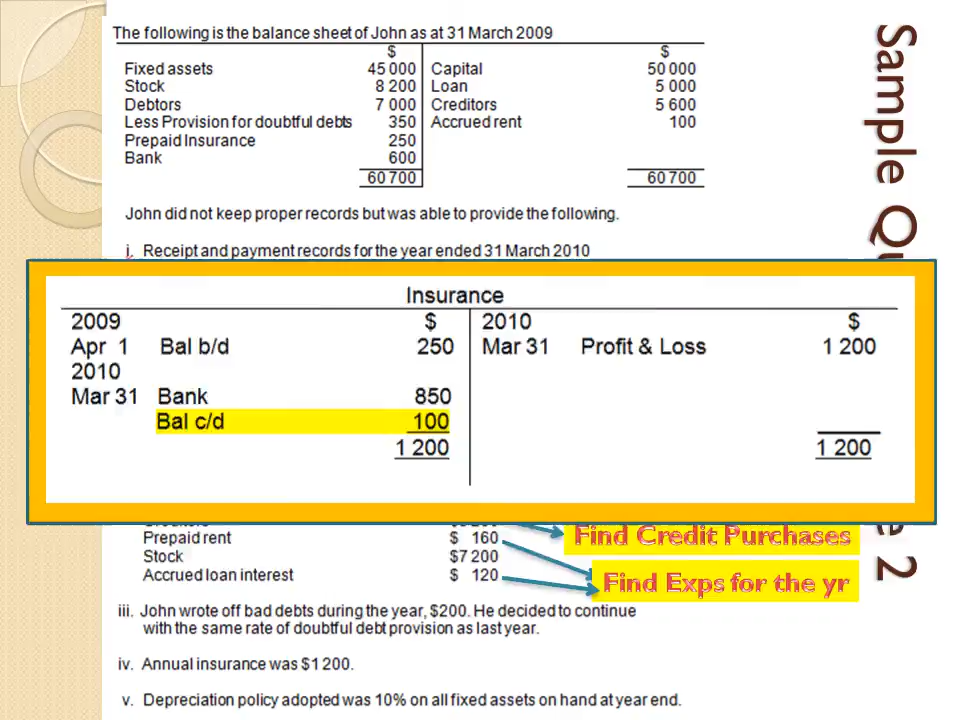 The following is the balance sheet of John as at 31 March 2009
$ $
Fixed assets 45 000 Capital 50 000
Stock 8 200 Loan 5 000
Debtors 7 000 Creditors 5 600
Less Provision for doubtful debts 350 Accrued rent 100
Prepaid Insurance 250
Bank 600
60 700 60 700
John did not keep proper records but was able to provide the following.
i. Receipt and payment records for the year ended 31 March 2010
Insurance
2009 $ 2010 $
Apr 1 Bal b/d 250 Mar 31 Profit & Loss 1 200
2010
Mar 31 Bank 850
Bal c/d 100
1 200 1 200
Find Credit Purchases
Prepaid rent $ 160
Stock $7 200
Accrued loan interest $ 120
Find Exps for the yr
iii. John wrote off bad debts during the year, $200. He decided to continue
with the same rate of doubtful debt provision as last year.
iv. Annual insurance was $1 200.
v. Depreciation policy adopted was 10% on all fixed assets on hand at year end.
Sample Qu e 2